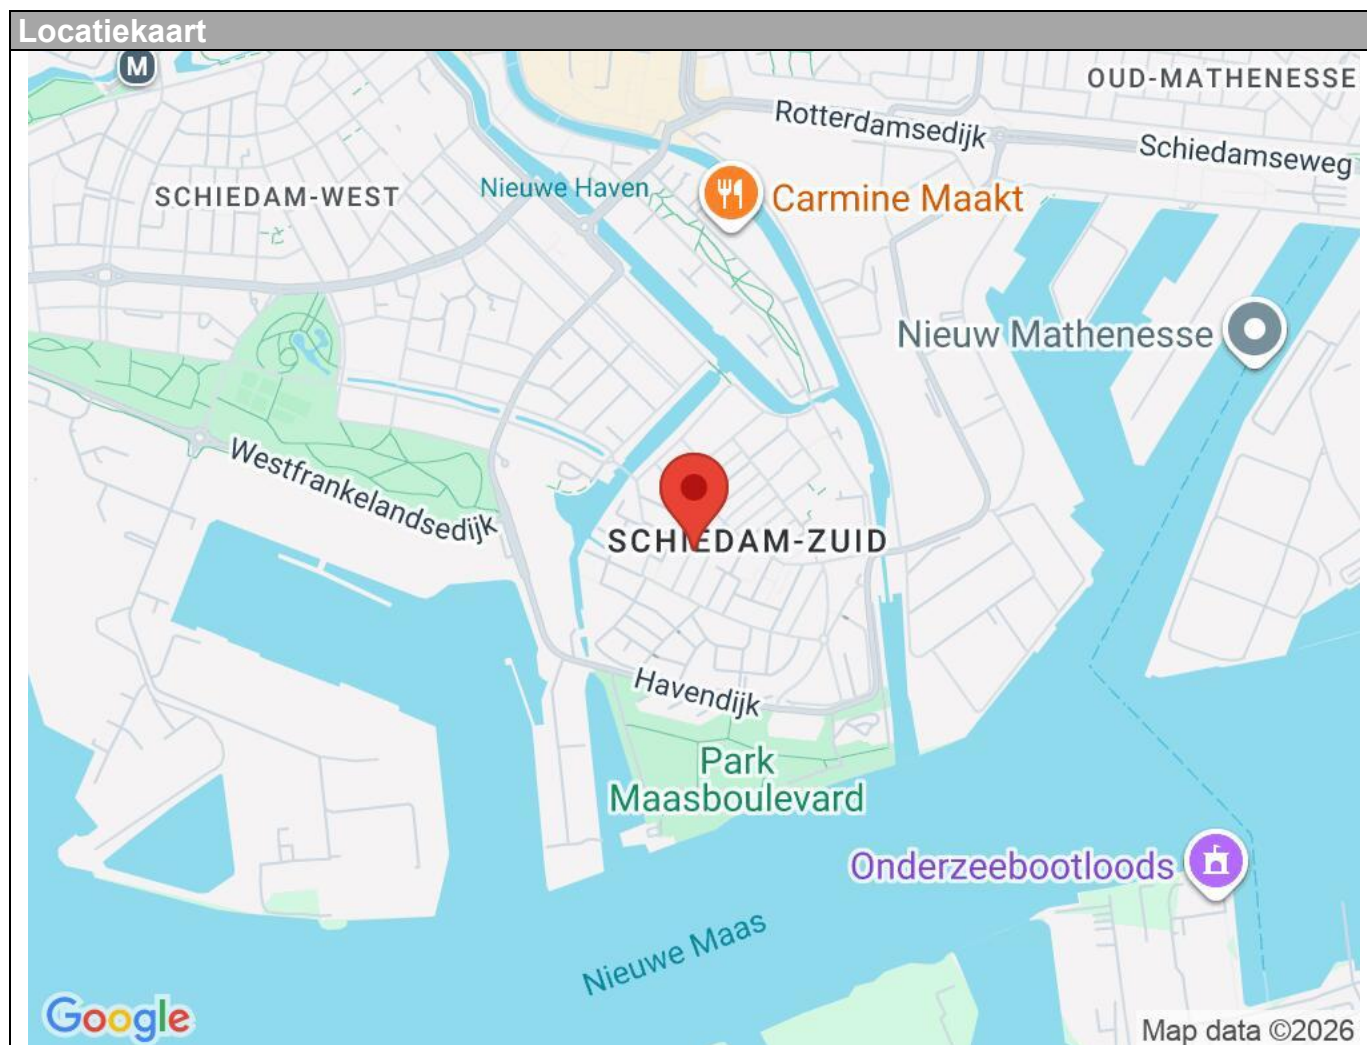 Locatiekaart
M
OUD-MATHENESSE
Rotterdamsedijk
Schiedamseweg
SCHIEDAM-WEST
Nieuwe Haven
Carmine Maakt
Nieuw Mathenesse
Westfrankelandsedijk
SCHIEDAM-ZUID
Havendijk
Park
Maasboulevard
Onderzeebootloods
Nieuwe Maas
Google
Map data ©2026